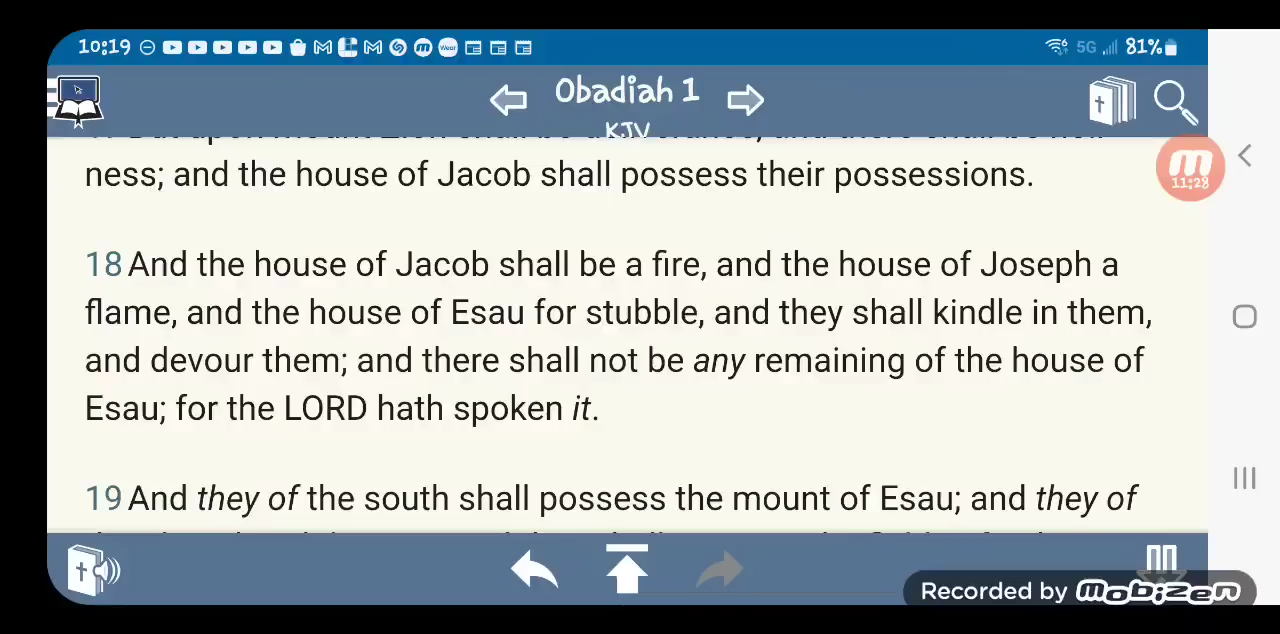 10:19
5G 81%
Obadiah 1
KJV
11:28
ness; and the house of Jacob shall possess their possessions.
18 And the house of Jacob shall be a fire, and the house of Joseph a
flame, and the house of Esau for stubble, and they shall kindle in them,
and devour them; and there shall not be any remaining of the house of
Esau; for the LORD hath spoken it.
19 And they of the south shall possess the mount of Esau; and they of
Recorded by Mobizen